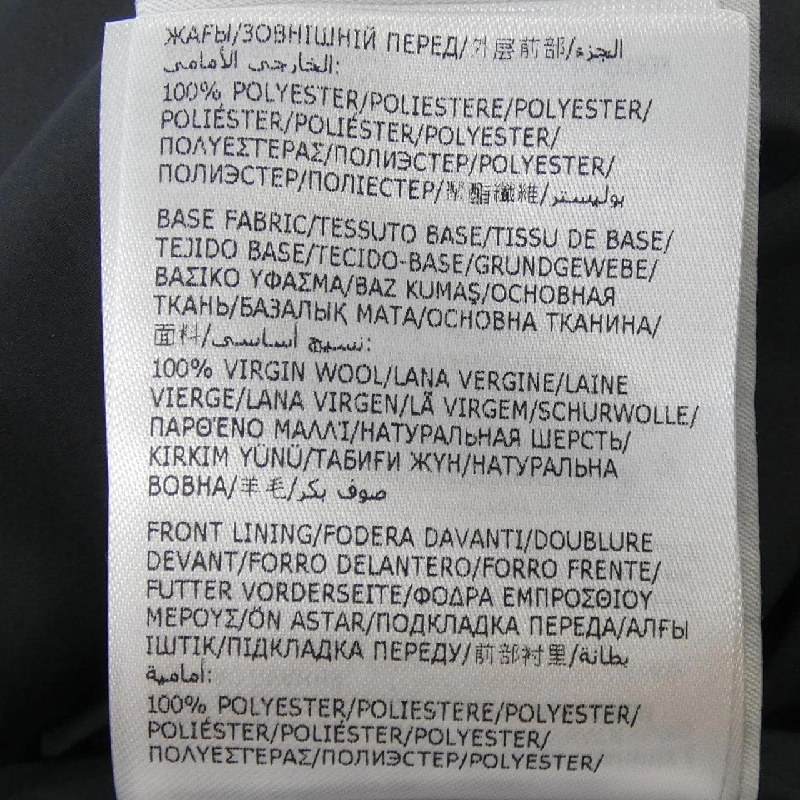 ЖАҒЫ/ЗОВНІШНІЙ ПЕРЕД/外層前部/الجزء
الخارجي الأمامي:
100% POLYESTER/POLIESTERE/POLYESTER/
POLIÉSTER/POLIÉSTER/POLYESTER/
ΠΟΛΥΕΣΤΕΡΑΣ/ПОЛИЭСТЕР/POLYESTER/
ПОЛИЭСТЕР/ПОЛІЕСТЕР/聚酯纖維/بوليستر
BASE FABRIC/TESSUTO BASE/TISSU DE BASE/
TEJIDO BASE/TECIDO-BASE/GRUNDGEWEBE/
ΒΑΣΙΚΟ ΥΦΑΣΜΑ/BAZ KUMAŞ/ОСНОВНАЯ
ТКАНЬ/БАЗАЛЫҚ МАТА/ОСНОВНА ТКАНИНА/
面料/نسيج أساسي:
100% VIRGIN WOOL/LANA VERGINE/LAINE
VIERGE/LANA VIRGEN/LÃ VIRGEM/SCHURWOLLE/
ΠΑΡΘΈΝΟ ΜΑΛΛΊ/НАТУРАЛЬНАЯ ШЕРСТЬ/
KIRKIM YÜNÜ/ТАБИҒИ ЖҮН/НАТУРАЛЬНА
ВОВНА/羊毛/صوف بكر
FRONT LINING/FODERA DAVANTI/DOUBLURE
DEVANT/FORRO DELANTERO/FORRO FRENTE/
FUTTER VORDERSEITE/ΦΟΔΡΑ ΕΜΠΡΟΣΘΙΟΥ
ΜΕΡΟΥΣ/ÖN ASTAR/ПОДКЛАДКА ПЕРЕДА/АЛҒЫ
ІШТІК/ПІДКЛАДКА ПЕРЕДУ/前部衬里/بطانة
أمامية:
100% POLYESTER/POLIESTERE/POLYESTER/
POLIÉSTER/POLIÉSTER/POLYESTER/
ΠΟΛΥΕΣΤΕΡΑΣ/ПОЛИЭСТЕР/POLYESTER/